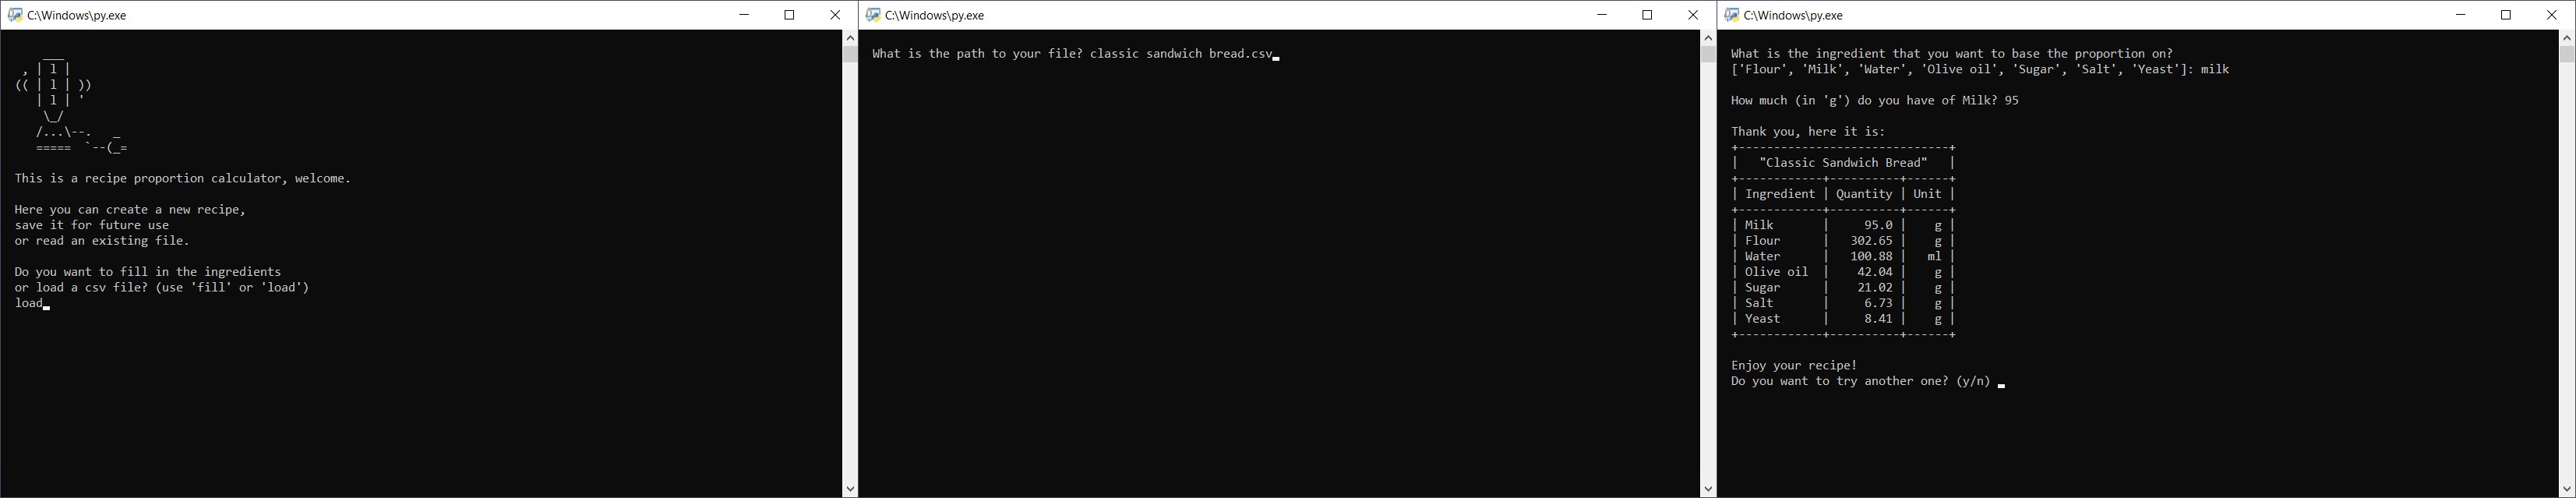 C:\Windows\py.exe
    ___
 , | l |
(( | l | ))
   | l | '
    \_/
   /...\--.   _
   =====  `--(_=
This is a recipe proportion calculator, welcome.
Here you can create a new recipe,
save it for future use
or read an existing file.
Do you want to fill in the ingredients
or load a csv file? (use 'fill' or 'load')
load
C:\Windows\py.exe
What is the path to your file? classic sandwich bread.csv
C:\Windows\py.exe
What is the ingredient that you want to base the proportion on?
['Flour', 'Milk', 'Water', 'Olive oil', 'Sugar', 'Salt', 'Yeast']: milk
How much (in 'g') do you have of Milk? 95
Thank you, here it is:
+------------------------------+
|   "Classic Sandwich Bread"   |
+------------+----------+------+
| Ingredient | Quantity | Unit |
+------------+----------+------+
| Milk       |     95.0 |    g |
| Flour      |   302.65 |    g |
| Water      |   100.88 |   ml |
| Olive oil  |    42.04 |    g |
| Sugar      |    21.02 |    g |
| Salt       |     6.73 |    g |
| Yeast      |     8.41 |    g |
+------------+----------+------+
Enjoy your recipe!
Do you want to try another one? (y/n)